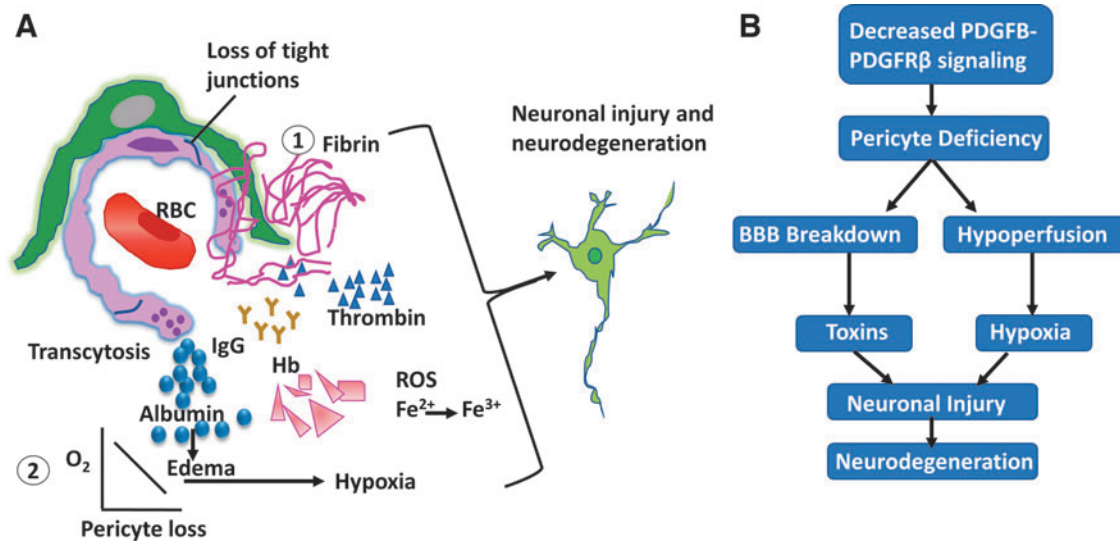 A
Loss of tight
junctions
1
Fibrin
RBC
Thrombin
Transcytosis
IgG
Hb
Albumin
ROS
Fe²⁺ → Fe³⁺
2
O₂
Edema
Hypoxia
Pericyte loss
Neuronal injury and
neurodegeneration
B
Decreased PDGFB-
PDGFRβ signaling
Pericyte Deficiency
BBB Breakdown
Hypoperfusion
Toxins
Hypoxia
Neuronal Injury
Neurodegeneration